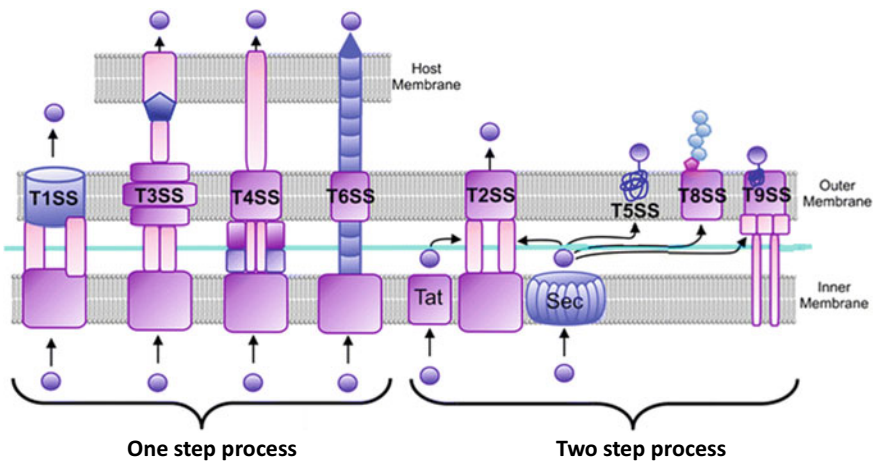 Host
Membrane
T1SS
T3SS
T4SS
T6SS
T2SS
T5SS
T8SS
T9SS
Outer
Membrane
Tat
Sec
Inner
Membrane
One step process
Two step process